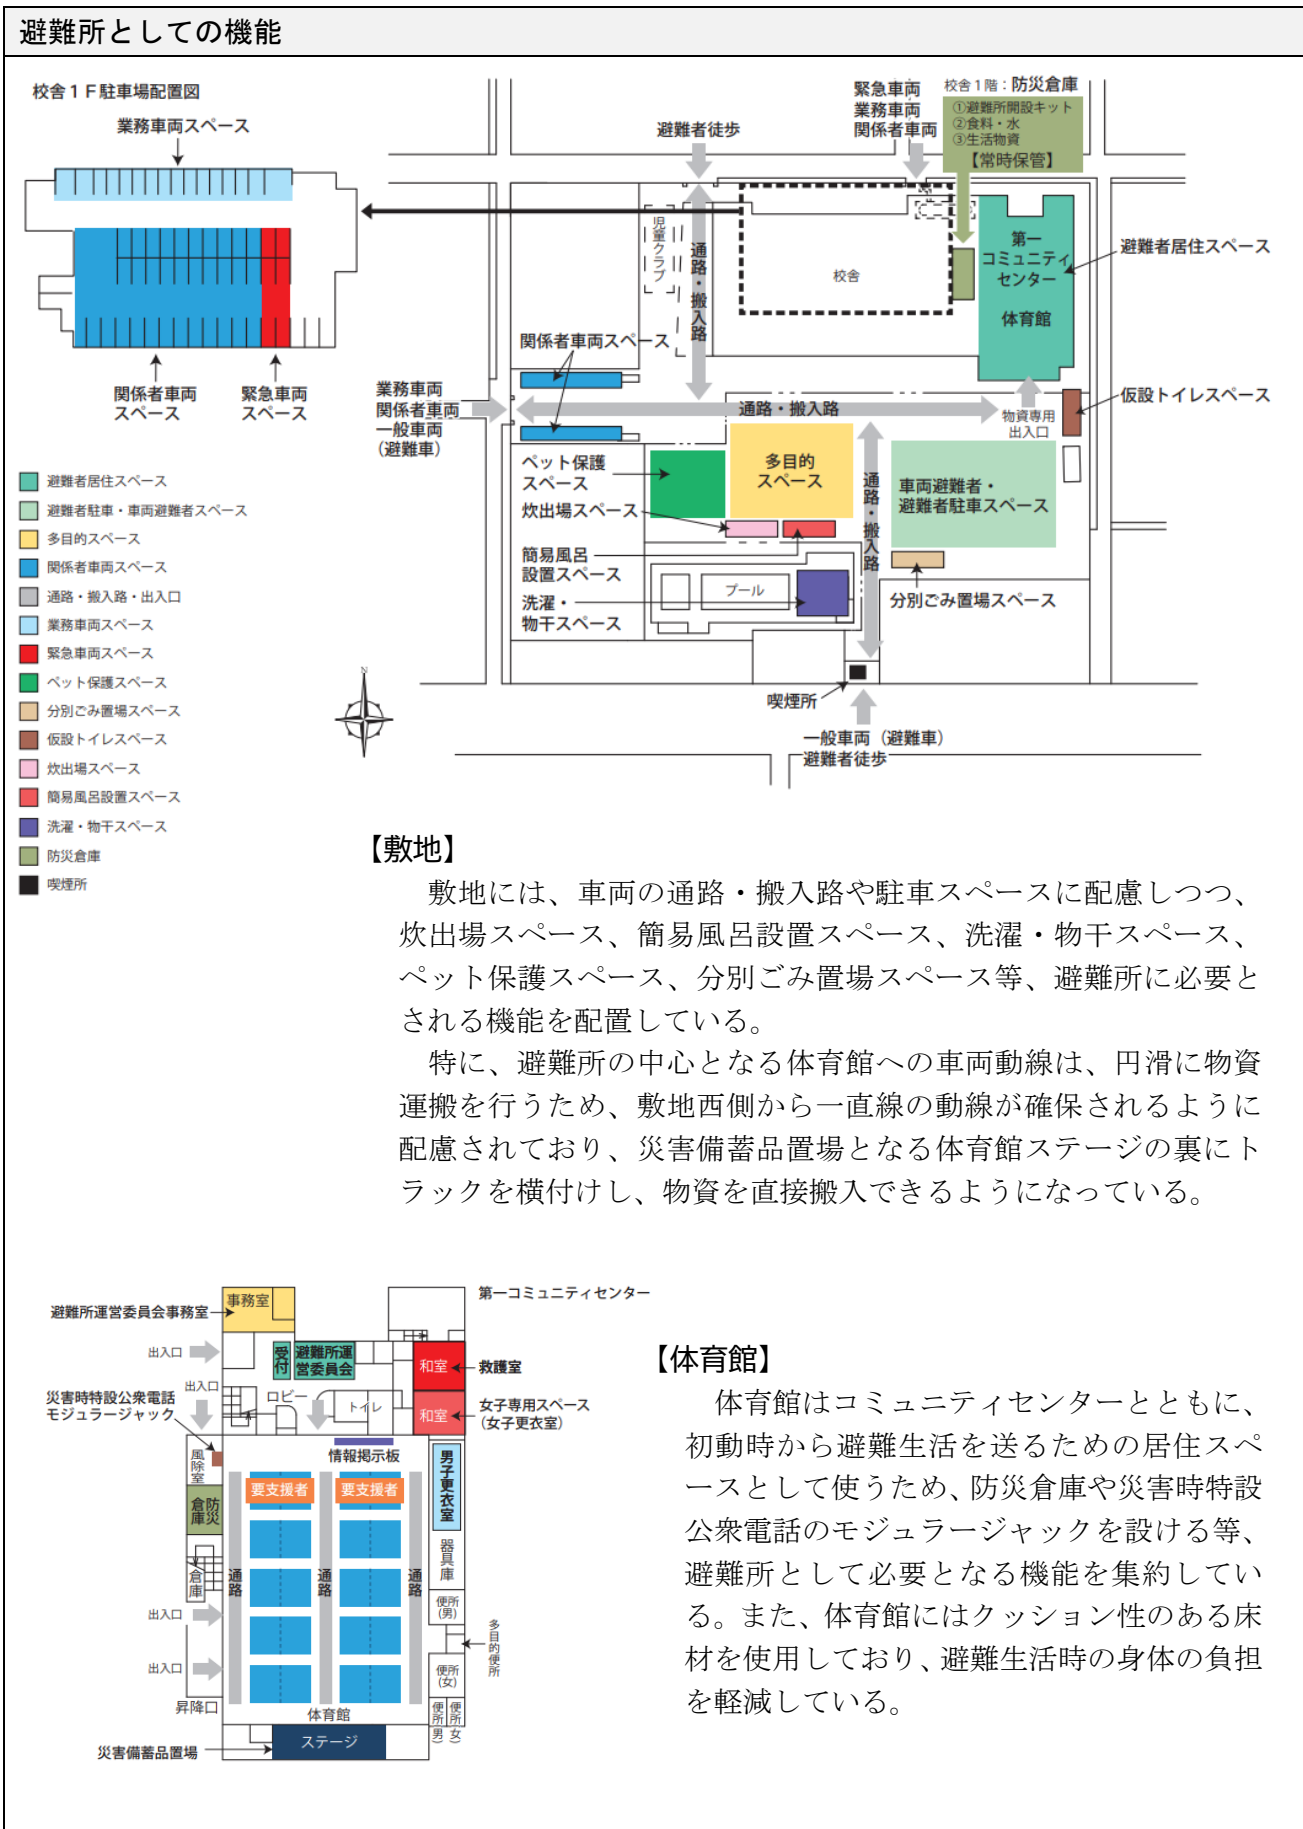 避難所としての機能
校舎１Ｆ駐車場配置図
業務車両スペース
関係者車両
スペース
緊急車両
スペース
避難者徒歩
緊急車両
業務車両
関係者車両
校舎１階：防災倉庫
①避難所開設キット
②食料・水
③生活物資
【常時保管】
児童クラブ
通路・搬入路
校舎
第一
コミュニティ
センター
体育館
避難者居住スペース
関係者車両スペース
業務車両
関係者車両
一般車両
（避難車）
通路・搬入路
物資専用
出入口
仮設トイレスペース
ペット保護
スペース
多目的
スペース
通路・搬入路
車両避難者・
避難者駐車スペース
炊出場スペース
簡易風呂
設置スペース
洗濯・
物干スペース
プール
分別ごみ置場スペース
喫煙所
一般車両（避難車）
避難者徒歩
N
避難者居住スペース
避難者駐車・車両避難者スペース
多目的スペース
関係者車両スペース
通路・搬入路・出入口
業務車両スペース
緊急車両スペース
ペット保護スペース
分別ごみ置場スペース
仮設トイレスペース
炊出場スペース
簡易風呂設置スペース
洗濯・物干スペース
防災倉庫
喫煙所
【敷地】
敷地には、車両の通路・搬入路や駐車スペースに配慮しつつ、
炊出場スペース、簡易風呂設置スペース、洗濯・物干スペース、
ペット保護スペース、分別ごみ置場スペース等、避難所に必要と
される機能を配置している。
特に、避難所の中心となる体育館への車両動線は、円滑に物資
運搬を行うため、敷地西側から一直線の動線が確保されるように
配慮されており、災害備蓄品置場となる体育館ステージの裏にト
ラックを横付けし、物資を直接搬入できるようになっている。
第一コミュニティセンター
避難所運営委員会事務室
事務室
出入口
受付
避難所運
営委員会
和室
救護室
出入口
災害時特設公衆電話
モジュラージャック
ロビー
トイレ
和室
女子専用スペース
（女子更衣室）
風除室
情報掲示板
男子更衣室
要支援者
要支援者
防災
倉庫
器具庫
倉庫
通路
通路
通路
便所
(男)
出入口
多目的便所
出入口
便所
(女)
昇降口
体育館
便所(男)
便所(女)
ステージ
災害備蓄品置場
【体育館】
体育館はコミュニティセンターとともに、
初動時から避難生活を送るための居住スペ
ースとして使うため、防災倉庫や災害時特設
公衆電話のモジュラージャックを設ける等、
避難所として必要となる機能を集約してい
る。また、体育館にはクッション性のある床
材を使用しており、避難生活時の身体の負担
を軽減している。